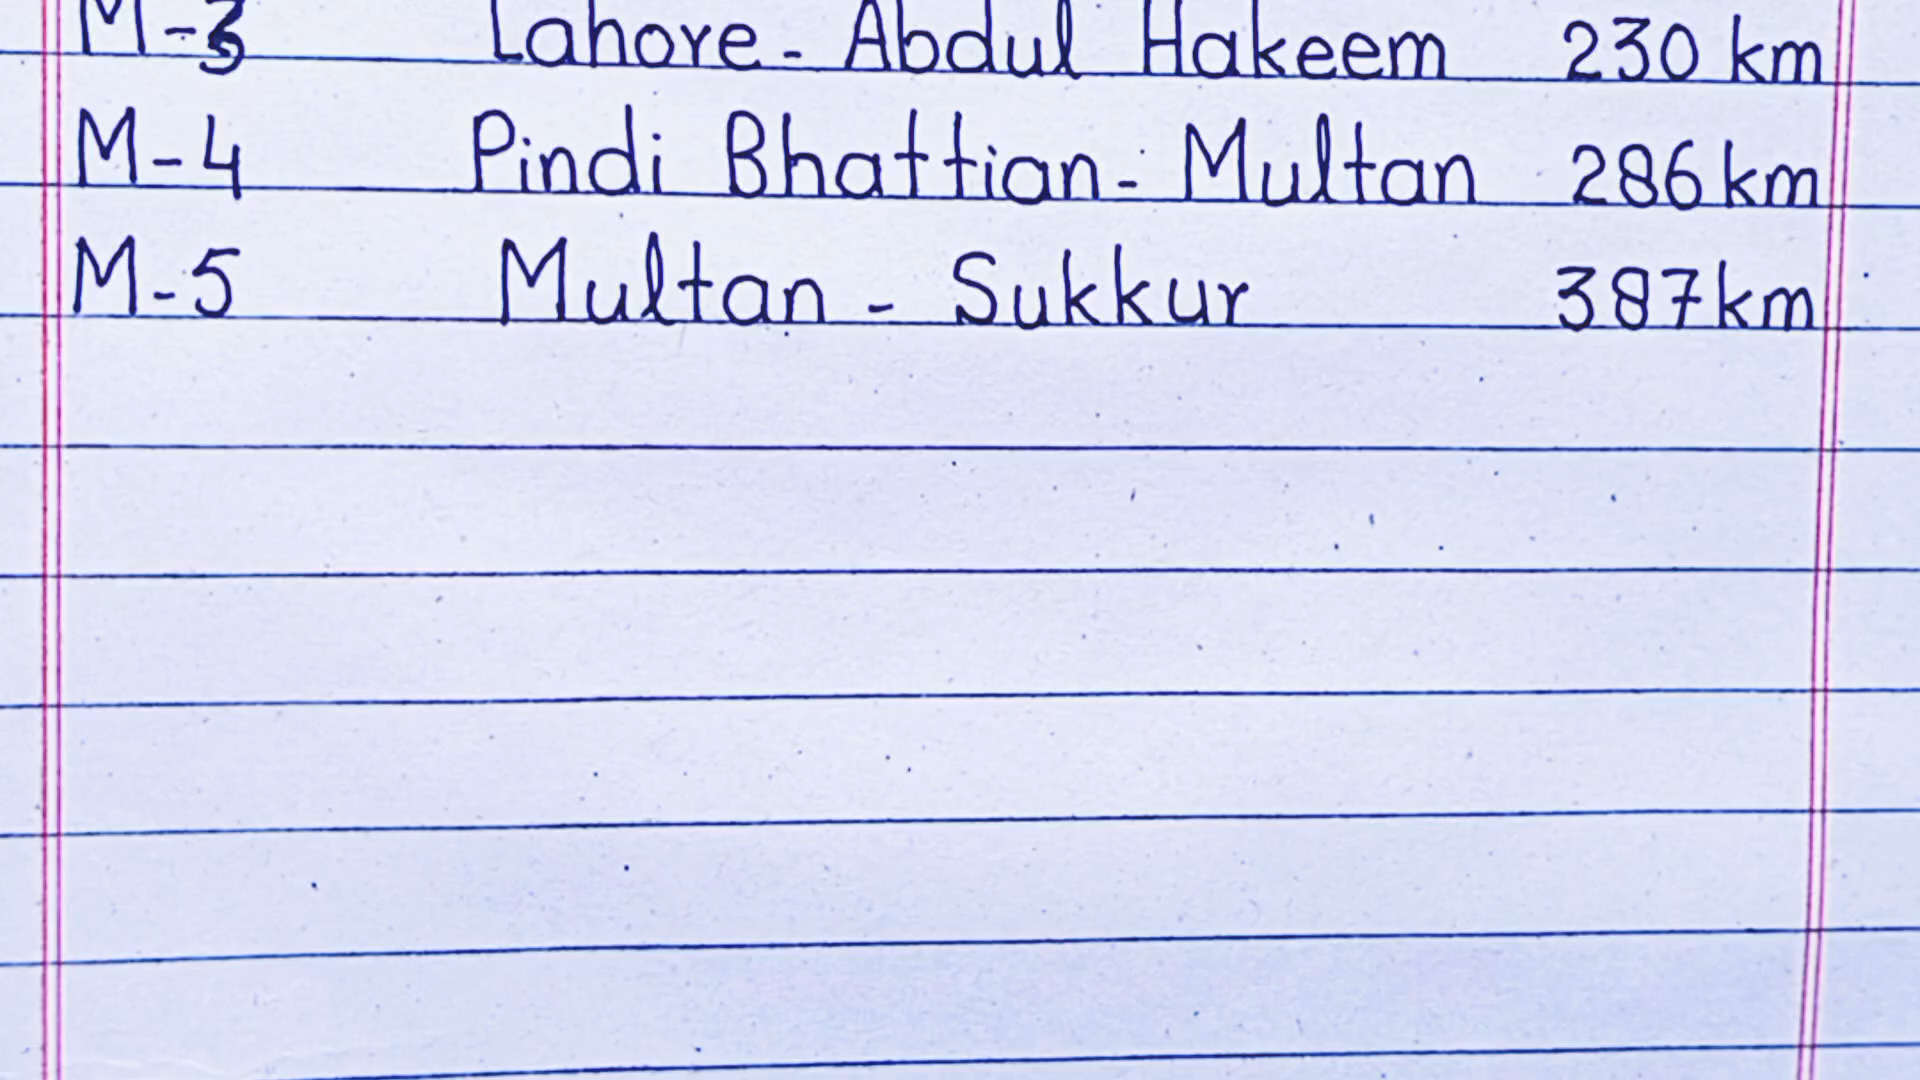 M-3 Lahore - Abdul Hakeem 230 km
M-4 Pindi Bhattian - Multan 286 km
M-5 Multan - Sukkur 387 km